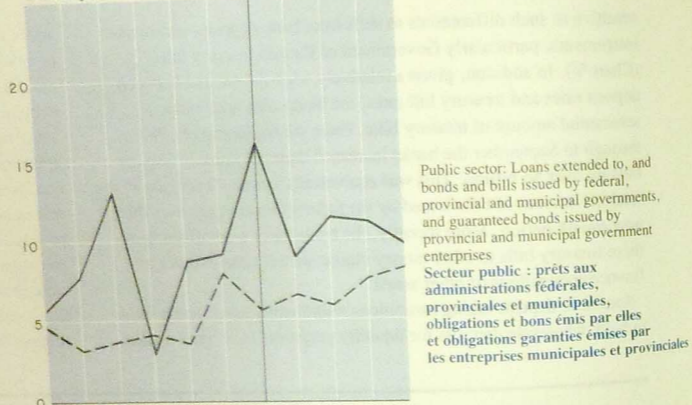 20
15
10
5
0
Public sector: Loans extended to, and
bonds and bills issued by federal,
provincial and municipal governments,
and guaranteed bonds issued by
provincial and municipal government
enterprises
Secteur public : prêts aux
administrations fédérales,
provinciales et municipales,
obligations et bons émis par elles
et obligations garanties émises par
les entreprises municipales et provinciales